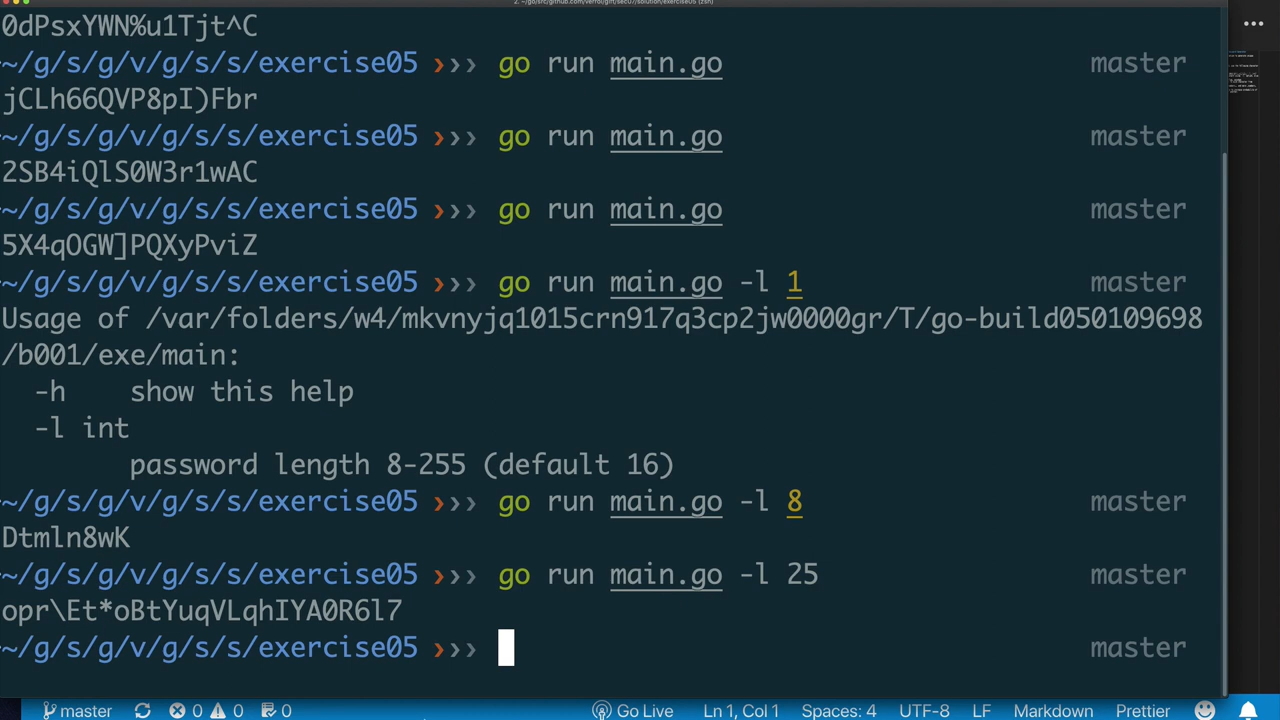 0dPsxYWN%u1Tjt^C
~/g/s/g/v/g/s/s/exercise05 ❯❯❯ go run main.go master
jCLh66QVP8pI)Fbr
~/g/s/g/v/g/s/s/exercise05 ❯❯❯ go run main.go master
2SB4iQlS0W3r1wAC
~/g/s/g/v/g/s/s/exercise05 ❯❯❯ go run main.go master
5X4qOGW]PQXyPviZ
~/g/s/g/v/g/s/s/exercise05 ❯❯❯ go run main.go -l 1 master
Usage of /var/folders/w4/mkvnyjq1015crn917q3cp2jw0000gr/T/go-build050109698
/b001/exe/main:
-h show this help
-l int
password length 8-255 (default 16)
~/g/s/g/v/g/s/s/exercise05 ❯❯❯ go run main.go -l 8 master
Dtmln8wK
~/g/s/g/v/g/s/s/exercise05 ❯❯❯ go run main.go -l 25 master
opr\Et*oBtYuqVLqhIYA0R6l7
~/g/s/g/v/g/s/s/exercise05 ❯❯❯ master
master 0 0 0 Go Live Ln 1, Col 1 Spaces: 4 UTF-8 LF Markdown Prettier